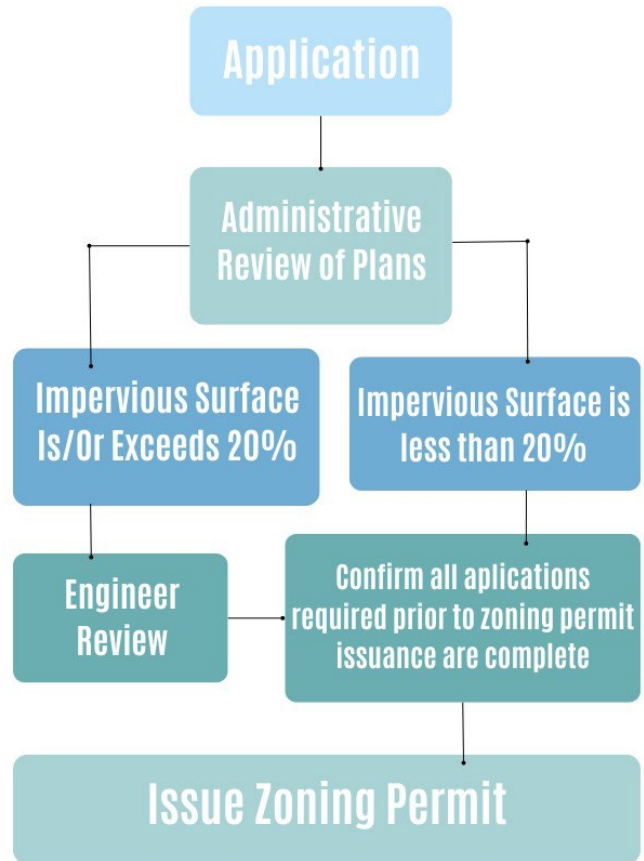 Application
Administrative
Review of Plans
Impervious Surface
Is/Or Exceeds 20%
Impervious Surface is
less than 20%
Engineer
Review
Confirm all aplications
required prior to zoning permit
issuance are complete
Issue Zoning Permit